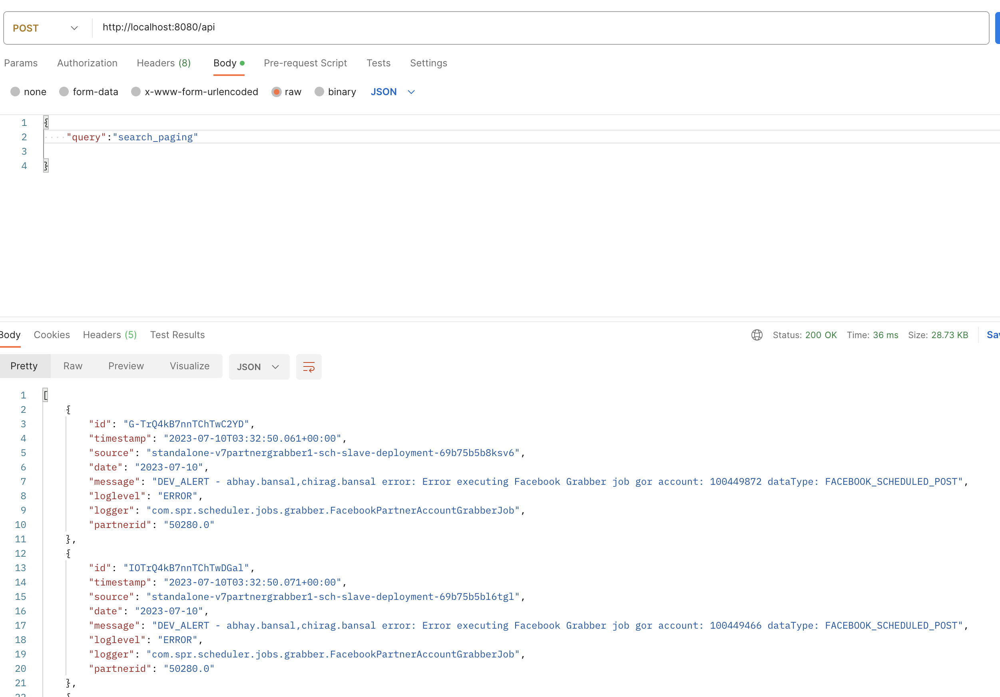 POST http://localhost:8080/api
Params Authorization Headers (8) Body Pre-request Script Tests Settings
none form-data x-www-form-urlencoded raw binary JSON
1 {
2 "query":"search_paging"
3
4 }
Body Cookies Headers (5) Test Results Status: 200 OK Time: 36 ms Size: 28.73 KB
Pretty Raw Preview Visualize JSON
1 [
2 {
3 "id": "G-TrQ4kB7nnTChTwC2YD",
4 "timestamp": "2023-07-10T03:32:50.061+00:00",
5 "source": "standalone-v7partnergrabber1-sch-slave-deployment-69b75b5b8ksv6",
6 "date": "2023-07-10",
7 "message": "DEV_ALERT - abhay.bansal,chirag.bansal error: Error executing Facebook Grabber job gor account: 100449872 dataType: FACEBOOK_SCHEDULED_POST",
8 "loglevel": "ERROR",
9 "logger": "com.spr.scheduler.jobs.grabber.FacebookPartnerAccountGrabberJob",
10 "partnerid": "50280.0"
11 },
12 {
13 "id": "IOTrQ4kB7nnTChTwDGal",
14 "timestamp": "2023-07-10T03:32:50.071+00:00",
15 "source": "standalone-v7partnergrabber1-sch-slave-deployment-69b75b5bl6tgl",
16 "date": "2023-07-10",
17 "message": "DEV_ALERT - abhay.bansal,chirag.bansal error: Error executing Facebook Grabber job gor account: 100449466 dataType: FACEBOOK_SCHEDULED_POST",
18 "loglevel": "ERROR",
19 "logger": "com.spr.scheduler.jobs.grabber.FacebookPartnerAccountGrabberJob",
20 "partnerid": "50280.0"
21 },